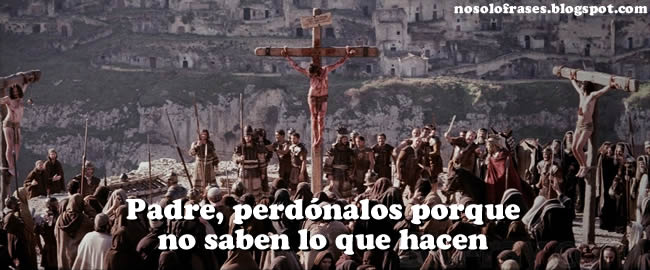 nosolofrases.blogspot.com
Padre, perdónalos porque
no saben lo que hacen